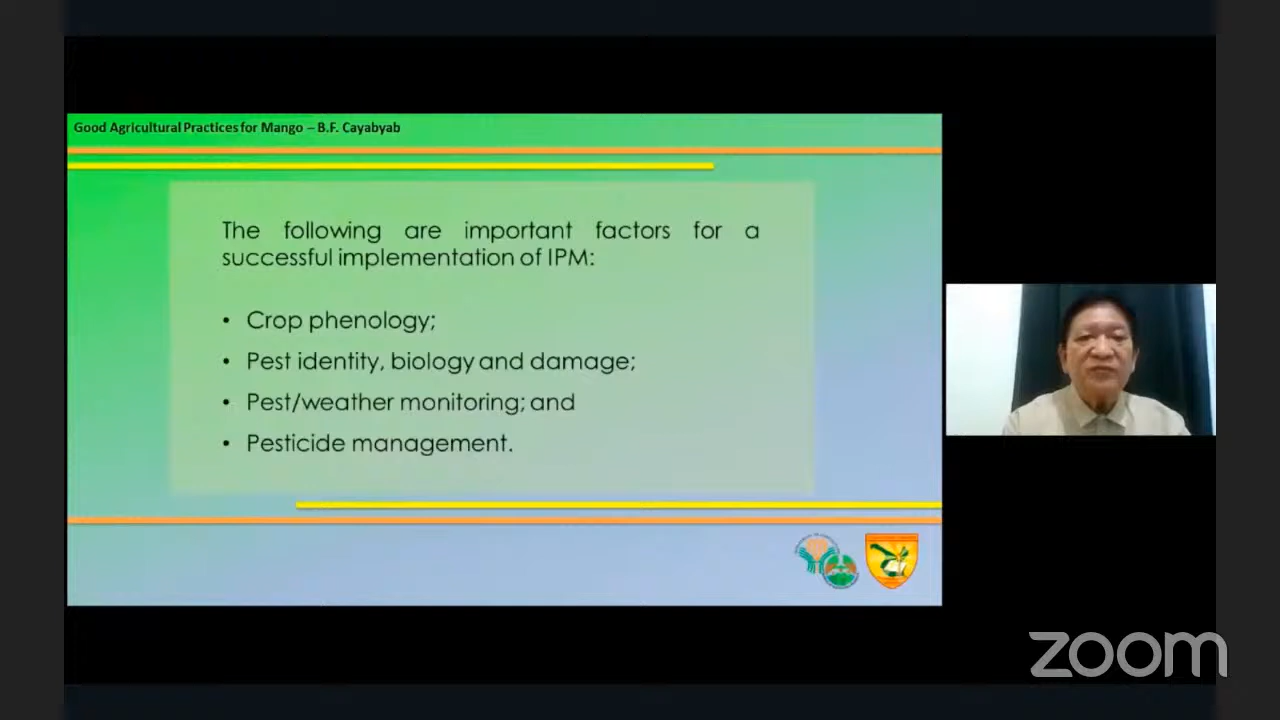 Good Agricultural Practices for Mango – B.F. Cayabyab
The following are important factors for a
successful implementation of IPM:
• Crop phenology;
• Pest identity, biology and damage;
• Pest/weather monitoring; and
• Pesticide management.
zoom